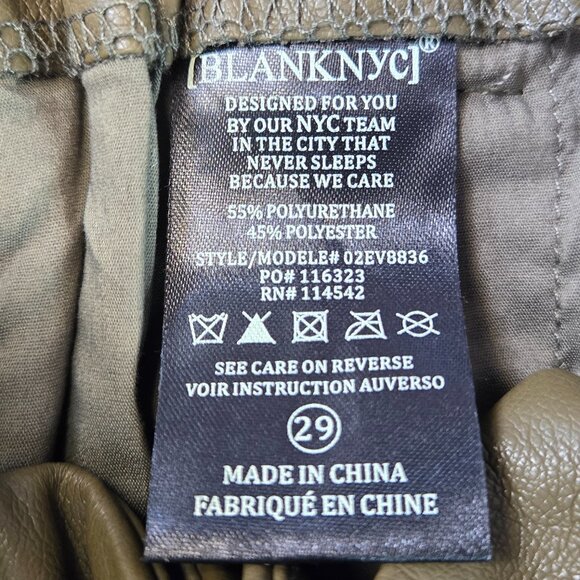 [BLANKNYC]®
DESIGNED FOR YOU
BY OUR NYC TEAM
IN THE CITY THAT
NEVER SLEEPS
BECAUSE WE CARE
55% POLYURETHANE
45% POLYESTER
STYLE/MODELE# 02EV8836
PO# 116323
RN# 114542
SEE CARE ON REVERSE
VOIR INSTRUCTION AUVERSO
29
MADE IN CHINA
FABRIQUÉ EN CHINE